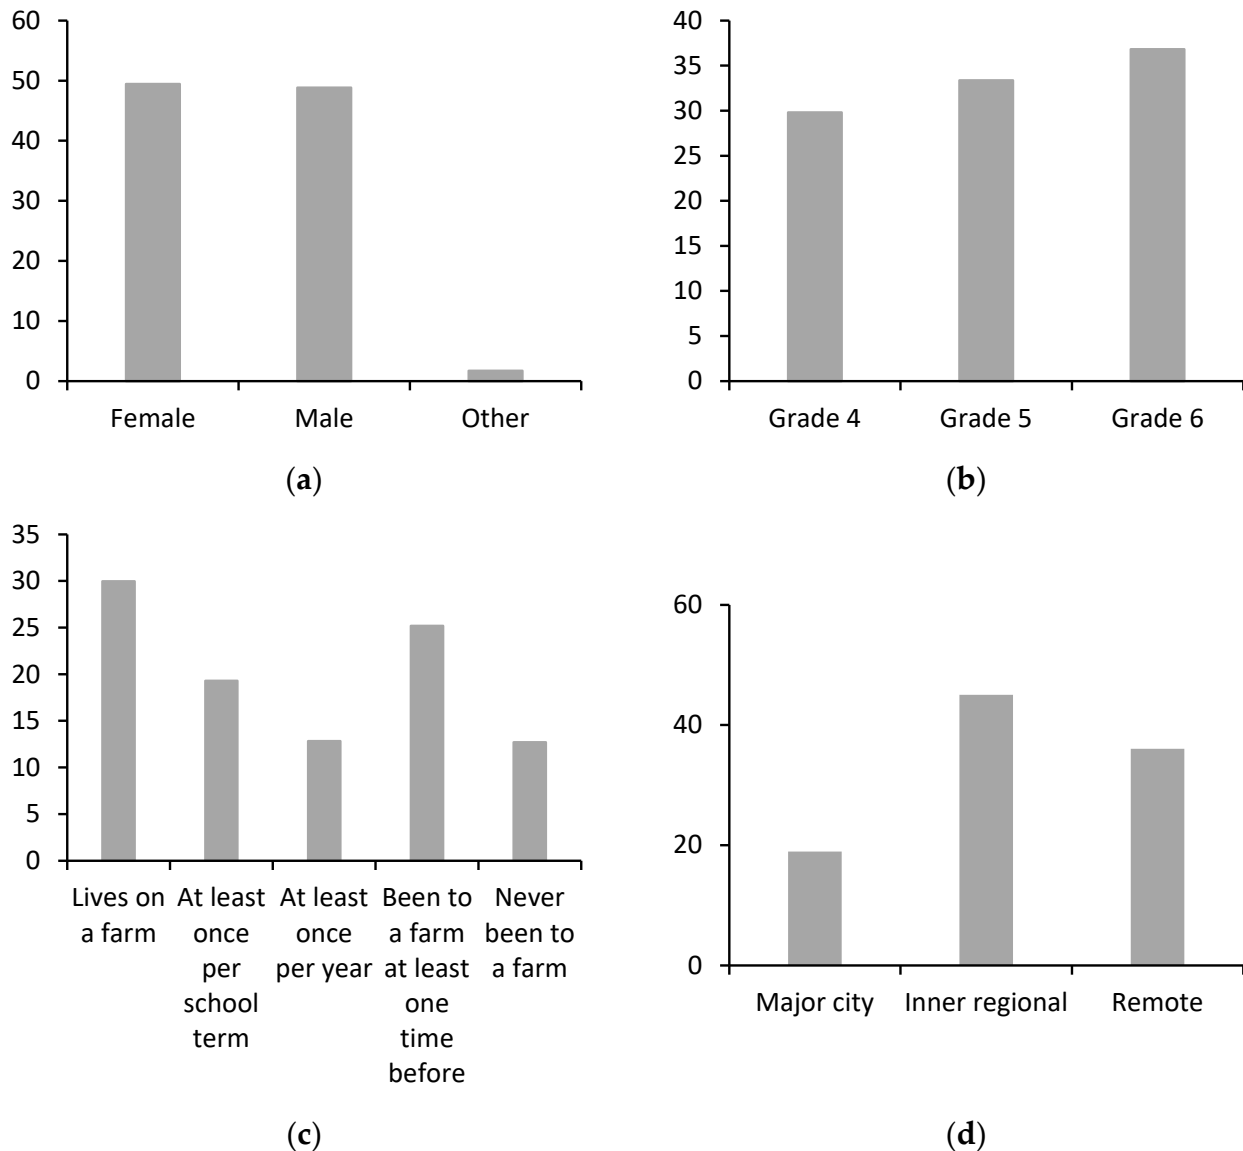 60
50
40
30
20
10
0
Female Male Other
(a)
40
35
30
25
20
15
10
5
0
Grade 4 Grade 5 Grade 6
(b)
35
30
25
20
15
10
5
0
Lives on
a farm
At least
once
per
school
term
At least
once
per year
Been to
a farm
at least
one
time
before
Never
been to
a farm
(c)
60
40
20
0
Major city Inner regional Remote
(d)